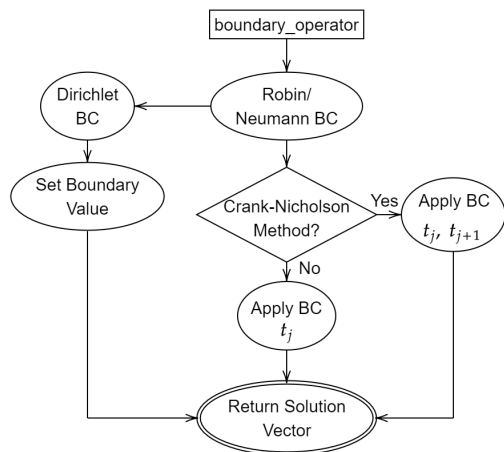 boundary_operator
Dirichlet
BC
Robin/
Neumann BC
Set Boundary
Value
Crank-Nicholson
Method?
Yes
Apply BC
t_j, t_{j+1}
No
Apply BC
t_j
Return Solution
Vector